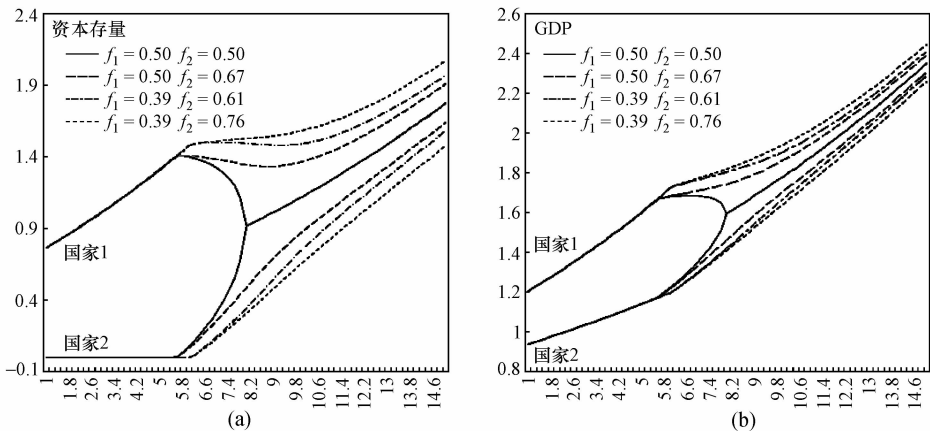 资本存量
f₁ = 0.50 f₂ = 0.50
f₁ = 0.50 f₂ = 0.67
f₁ = 0.39 f₂ = 0.61
f₁ = 0.39 f₂ = 0.76
2.4
1.9
1.4
0.9
0.4
−0.1
国家1
国家2
1 1.8 2.6 3.4 4.2 5 5.8 6.6 7.4 8.2 9 9.8 10.6 11.4 12.2 13 13.8 14.6
(a)
GDP
f₁ = 0.50 f₂ = 0.50
f₁ = 0.50 f₂ = 0.67
f₁ = 0.39 f₂ = 0.61
f₁ = 0.39 f₂ = 0.76
2.6
2.4
2.2
2
1.8
1.6
1.4
1.2
1
0.8
国家1
国家2
1 1.8 2.6 3.4 4.2 5 5.8 6.6 7.4 8.2 9 9.8 10.6 11.4 12.2 13 13.8 14.6
(b)